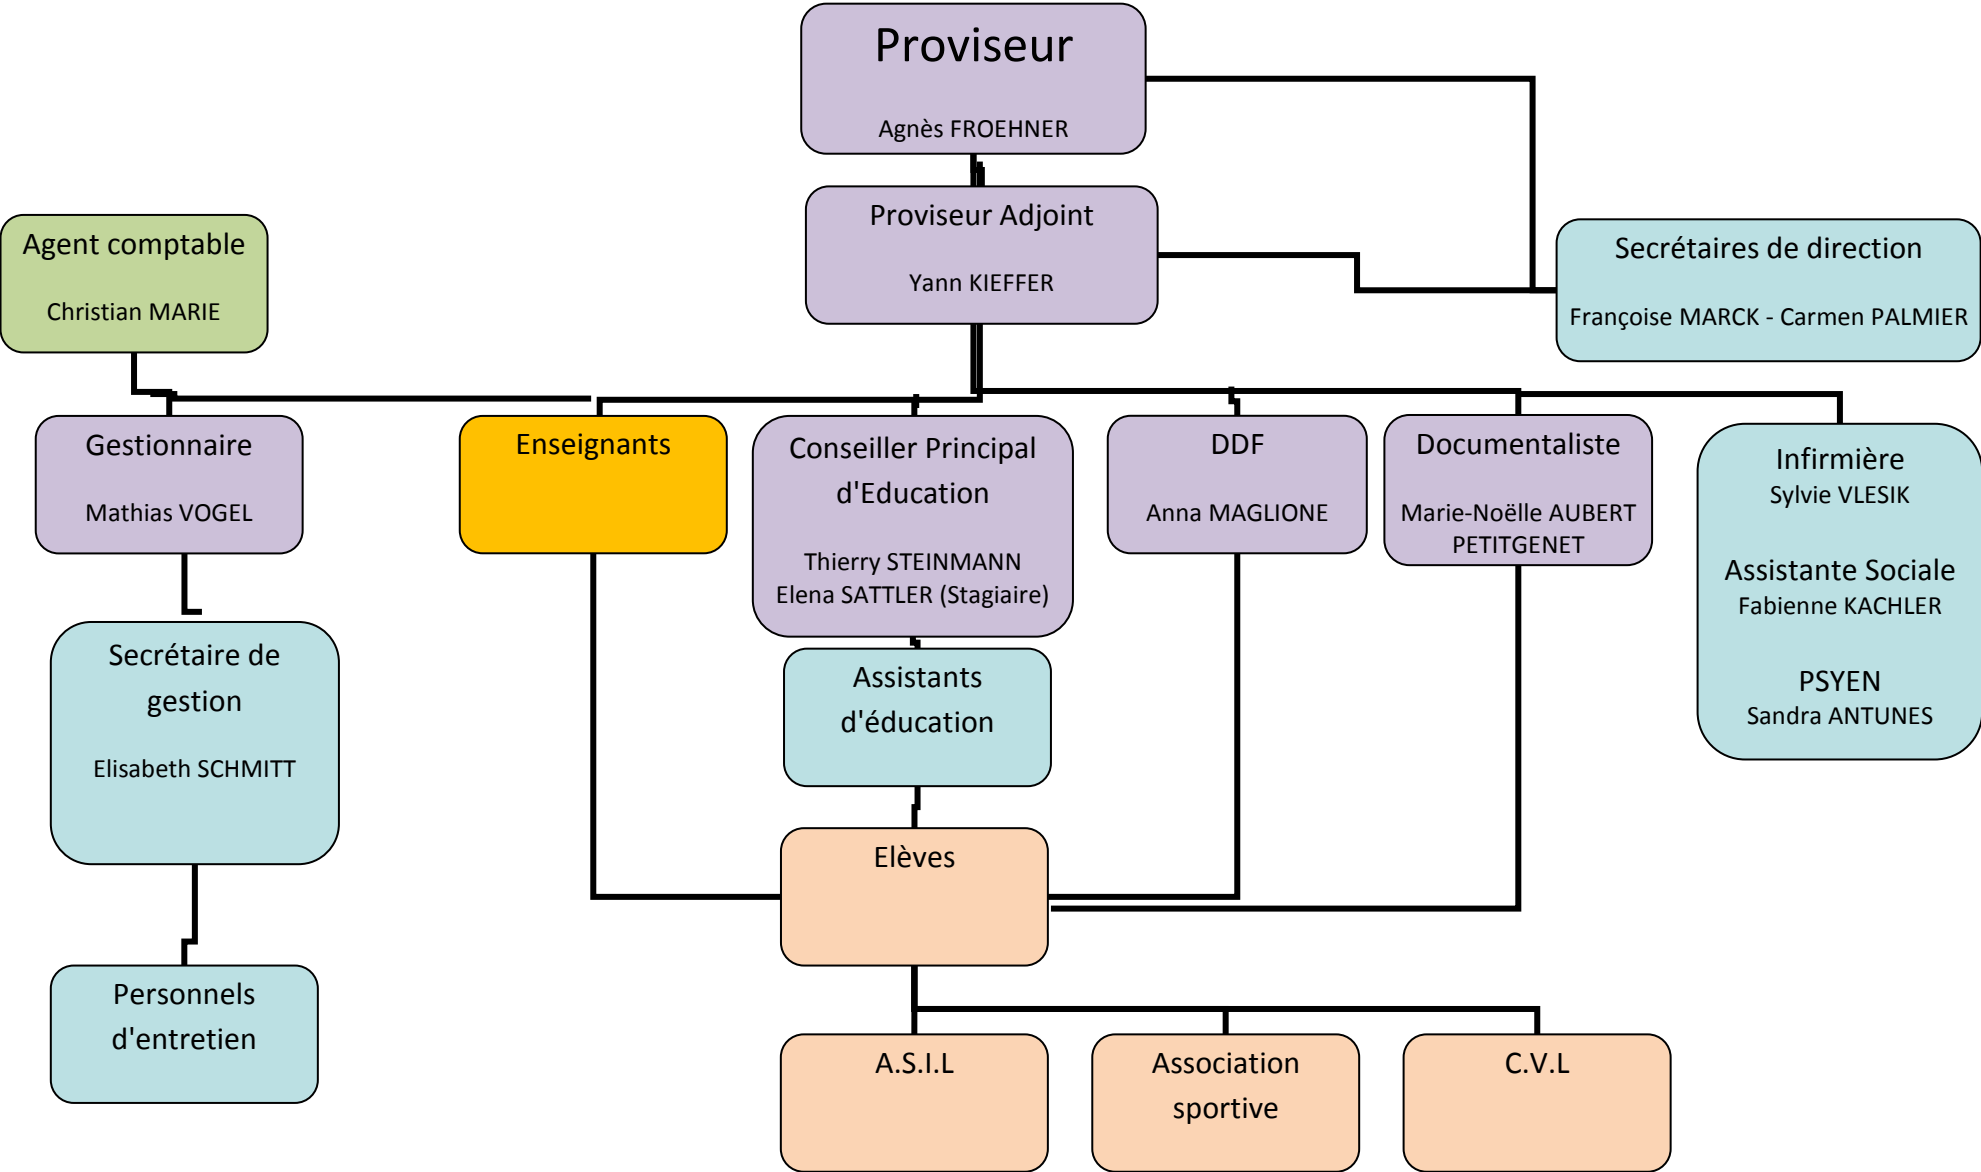 Proviseur
Agnès FROEHNER
Proviseur Adjoint
Yann KIEFFER
Agent comptable
Christian MARIE
Secrétaires de direction
Françoise MARCK - Carmen PALMIER
Gestionnaire
Mathias VOGEL
Enseignants
Conseiller Principal
d'Education
Thierry STEINMANN
Elena SATTLER (Stagiaire)
DDF
Anna MAGLIONE
Documentaliste
Marie-Noëlle AUBERT
PETITGENET
Infirmière
Sylvie VLESIK
Assistante Sociale
Fabienne KACHLER
PSYEN
Sandra ANTUNES
Secrétaire de
gestion
Elisabeth SCHMITT
Assistants
d'éducation
Elèves
Personnels
d'entretien
A.S.I.L
Association
sportive
C.V.L